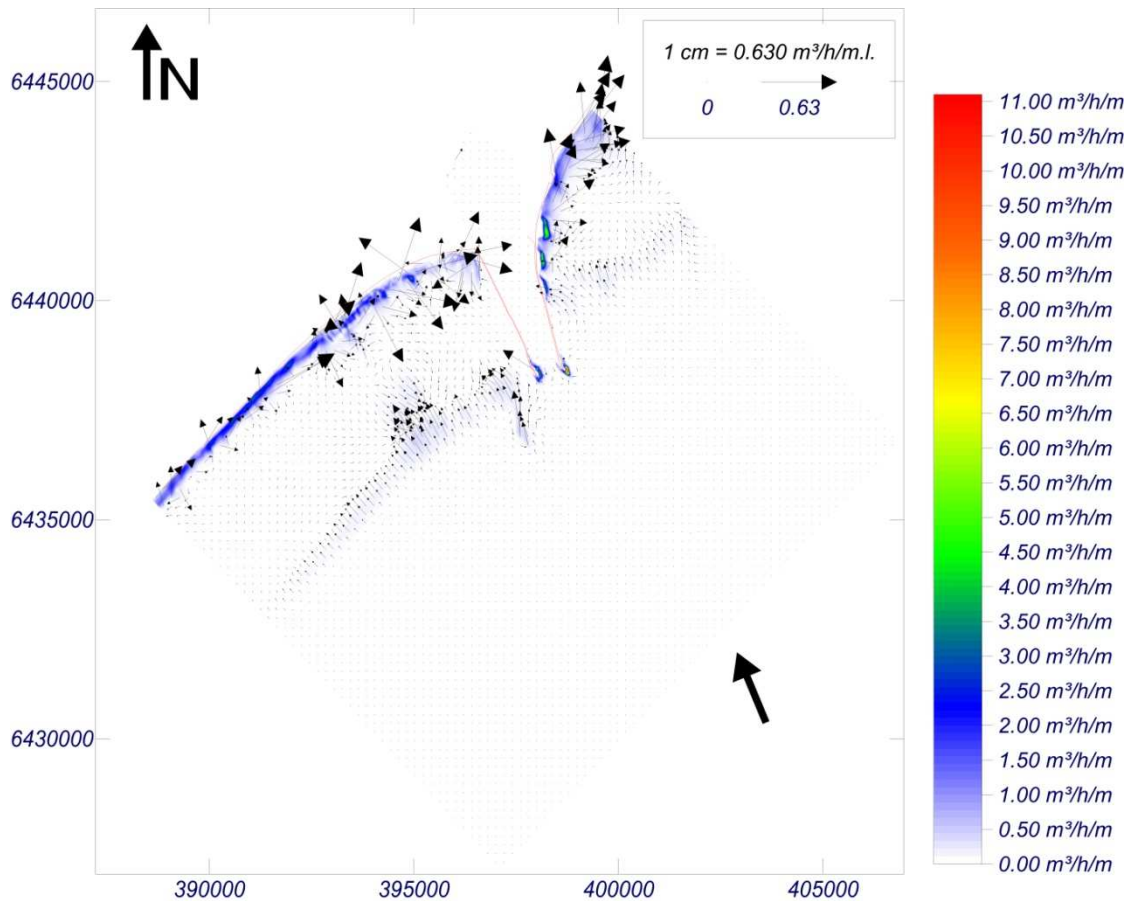 N
1 cm = 0.630 m³/h/m.l.
0 0.63
6445000
6440000
6435000
6430000
390000 395000 400000 405000
11.00 m³/h/m
10.50 m³/h/m
10.00 m³/h/m
9.50 m³/h/m
9.00 m³/h/m
8.50 m³/h/m
8.00 m³/h/m
7.50 m³/h/m
7.00 m³/h/m
6.50 m³/h/m
6.00 m³/h/m
5.50 m³/h/m
5.00 m³/h/m
4.50 m³/h/m
4.00 m³/h/m
3.50 m³/h/m
3.00 m³/h/m
2.50 m³/h/m
2.00 m³/h/m
1.50 m³/h/m
1.00 m³/h/m
0.50 m³/h/m
0.00 m³/h/m